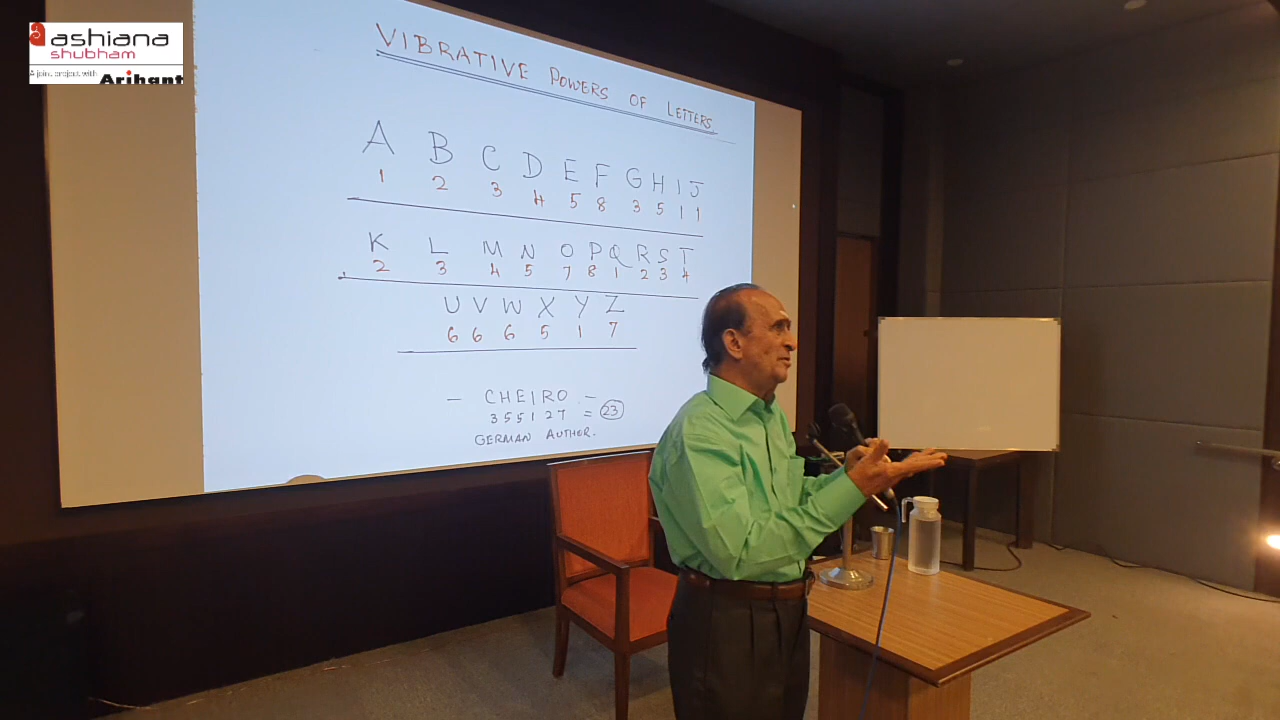 ashiana
shubham
A joint project with Arihant
VIBRATIVE POWERS OF LETTERS
A B C D E F G H I J
1 2 3 4 5 8 3 5 1 1
K L M N O P Q R S T
2 3 4 5 7 8 1 2 3 4
U V W X Y Z
6 6 6 5 1 7
- CHEIRO -
3 5 5 1 2 7 = 23
GERMAN AUTHER.